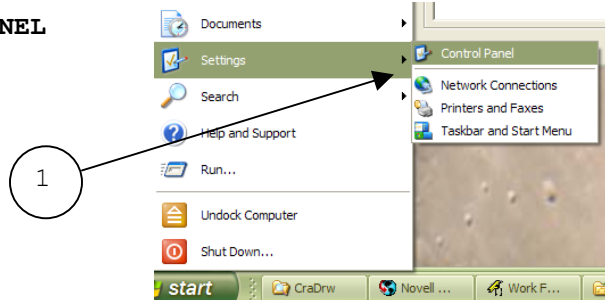 NEL
Documents
Settings
Control Panel
Network Connections
Search
Printers and Faxes
Help and Support
Taskbar and Start Menu
1
Run...
Undock Computer
Shut Down...
start
CraDrw
Novell ...
Work F...